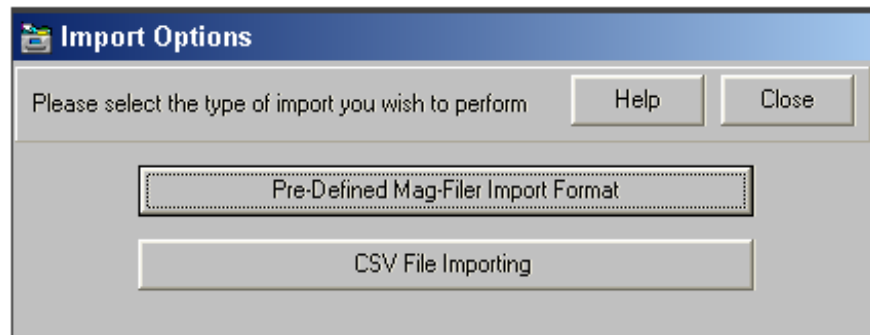 Import Options
Please select the type of import you wish to perform Help Close
Pre-Defined Mag-Filer Import Format
CSV File Importing